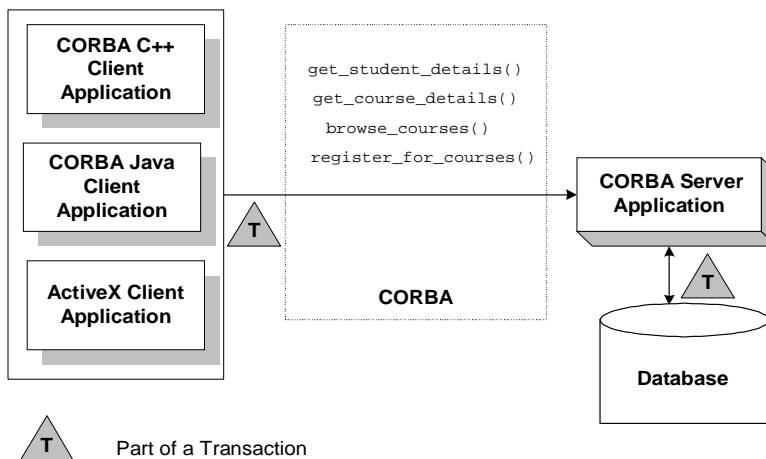 CORBA C++
Client
Application
CORBA Java
Client
Application
ActiveX Client
Application
T
get_student_details()
get_course_details()
browse_courses()
register_for_courses()
CORBA
CORBA Server
Application
T
Database
T
Part of a Transaction